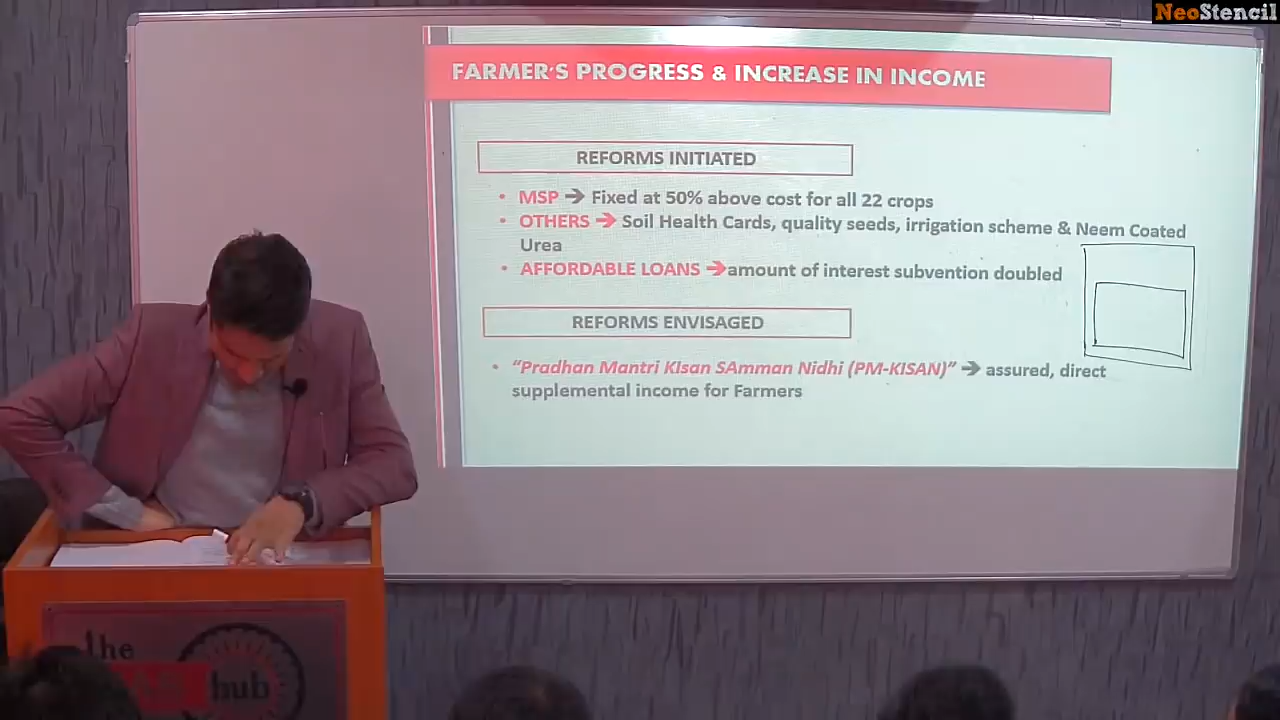 NeoStencil
FARMER'S PROGRESS & INCREASE IN INCOME
REFORMS INITIATED
• MSP ➔ Fixed at 50% above cost for all 22 crops
• OTHERS ➔ Soil Health Cards, quality seeds, irrigation scheme & Neem Coated
Urea
• AFFORDABLE LOANS ➔amount of interest subvention doubled
REFORMS ENVISAGED
• “Pradhan Mantri KIsan SAmman Nidhi (PM-KISAN)” ➔ assured, direct
supplemental income for Farmers
the
hub